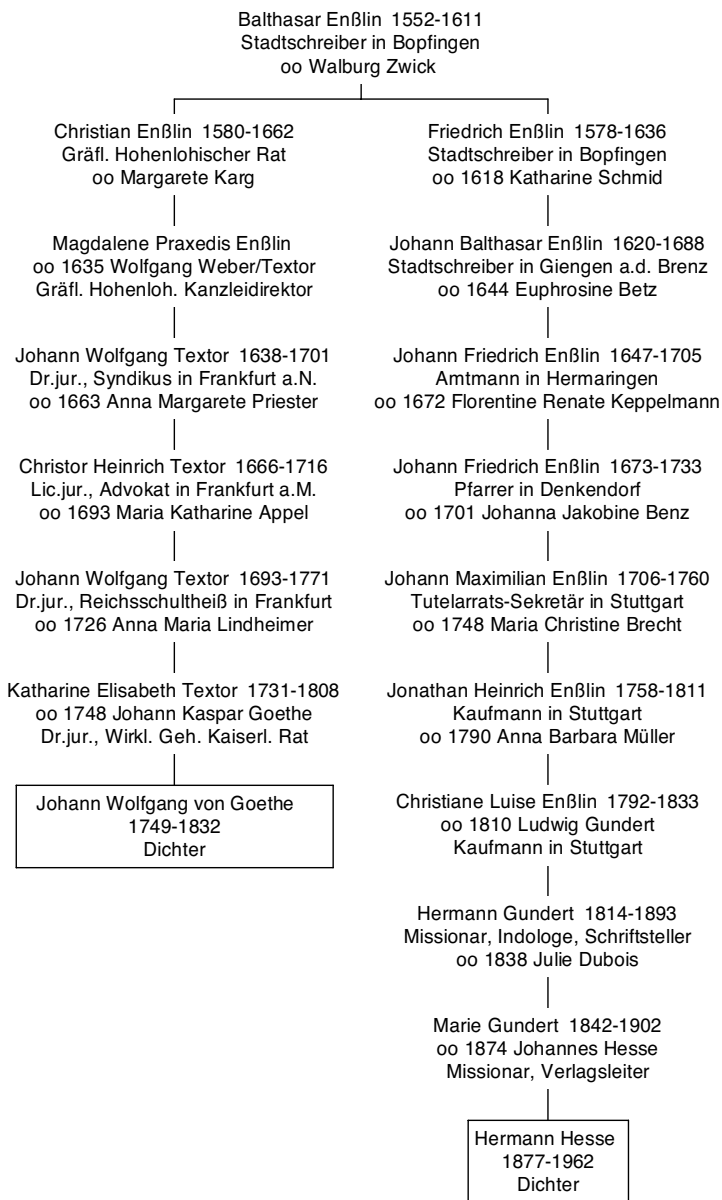 Balthasar Enßlin 1552-1611
Stadtschreiber in Bopfingen
oo Walburg Zwick
Christian Enßlin 1580-1662
Gräfl. Hohenlohischer Rat
oo Margarete Karg
Magdalene Praxedis Enßlin
oo 1635 Wolfgang Weber/Textor
Gräfl. Hohenloh. Kanzleidirektor
Johann Wolfgang Textor 1638-1701
Dr.jur., Syndikus in Frankfurt a.N.
oo 1663 Anna Margarete Priester
Christor Heinrich Textor 1666-1716
Lic.jur., Advokat in Frankfurt a.M.
oo 1693 Maria Katharine Appel
Johann Wolfgang Textor 1693-1771
Dr.jur., Reichsschultheiß in Frankfurt
oo 1726 Anna Maria Lindheimer
Katharine Elisabeth Textor 1731-1808
oo 1748 Johann Kaspar Goethe
Dr.jur., Wirkl. Geh. Kaiserl. Rat
Johann Wolfgang von Goethe
1749-1832
Dichter
Friedrich Enßlin 1578-1636
Stadtschreiber in Bopfingen
oo 1618 Katharine Schmid
Johann Balthasar Enßlin 1620-1688
Stadtschreiber in Giengen a.d. Brenz
oo 1644 Euphrosine Betz
Johann Friedrich Enßlin 1647-1705
Amtmann in Hermaringen
oo 1672 Florentine Renate Keppelmann
Johann Friedrich Enßlin 1673-1733
Pfarrer in Denkendorf
oo 1701 Johanna Jakobine Benz
Johann Maximilian Enßlin 1706-1760
Tutelarrats-Sekretär in Stuttgart
oo 1748 Maria Christine Brecht
Jonathan Heinrich Enßlin 1758-1811
Kaufmann in Stuttgart
oo 1790 Anna Barbara Müller
Christiane Luise Enßlin 1792-1833
oo 1810 Ludwig Gundert
Kaufmann in Stuttgart
Hermann Gundert 1814-1893
Missionar, Indologe, Schriftsteller
oo 1838 Julie Dubois
Marie Gundert 1842-1902
oo 1874 Johannes Hesse
Missionar, Verlagsleiter
Hermann Hesse
1877-1962
Dichter